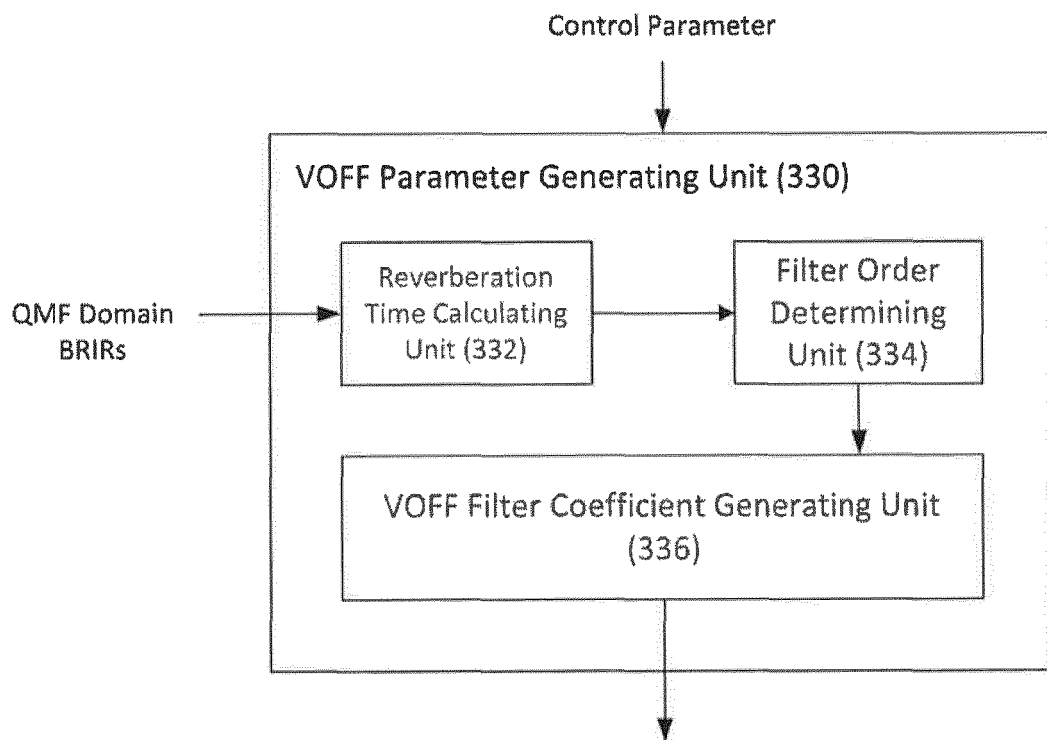 Control Parameter
VOFF Parameter Generating Unit (330)
QMF Domain
BRIRs
Reverberation
Time Calculating
Unit (332)
Filter Order
Determining
Unit (334)
VOFF Filter Coefficient Generating Unit
(336)